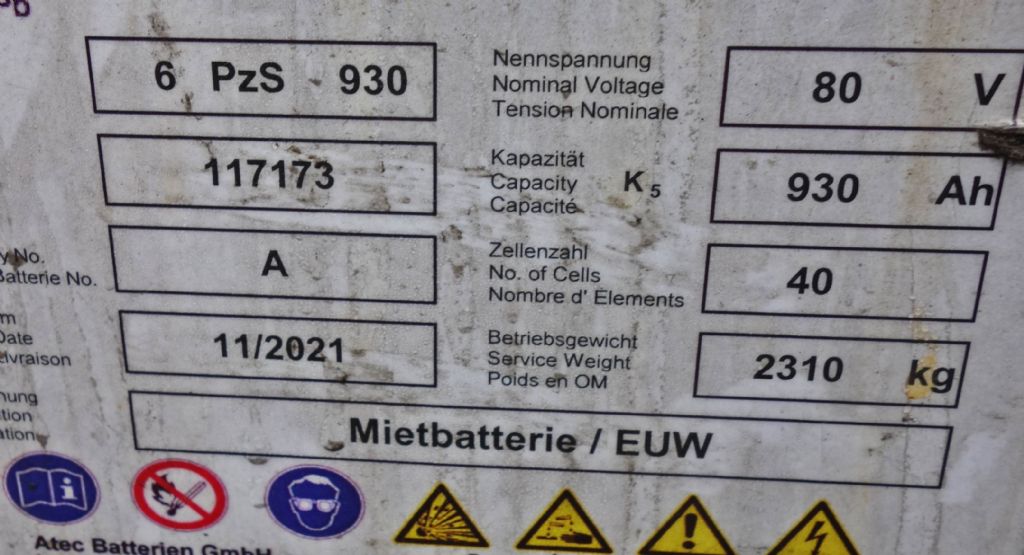 6 PzS 930
Nennspannung
Nominal Voltage
Tension Nominale
80 V
117173
Kapazität
Capacity
Capacité
K5
930 Ah
No.
Batterie No.
A
Zellenzahl
No. of Cells
Nombre d' Elements
40
Date
11/2021
Betriebsgewicht
Service Weight
Poids en OM
2310 kg
Mietbatterie / EUW
Atec Batterien GmbH